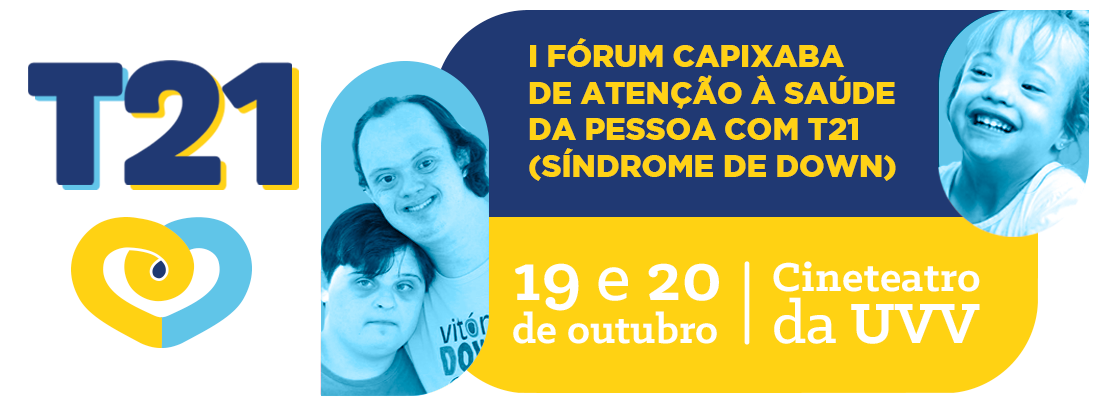 T21
I FÓRUM CAPIXABA
DE ATENÇÃO À SAÚDE
DA PESSOA COM T21
(SÍNDROME DE DOWN)
19 e 20
de outubro
Cineteatro
da UVV
DOWN